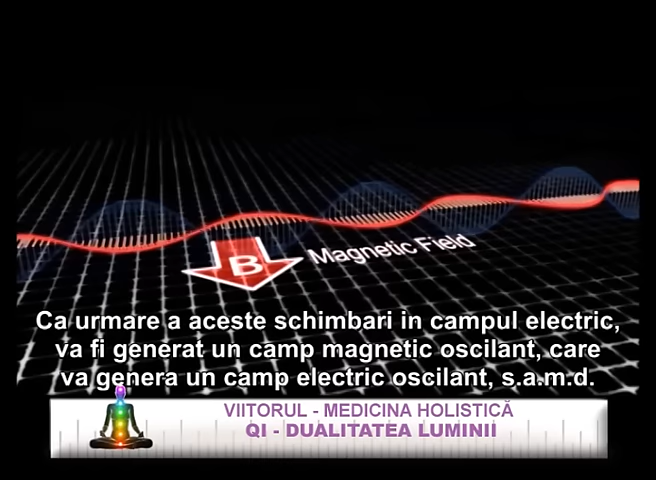 B
Magnetic Field
Ca urmare a aceste schimbari in campul electric,
va fi generat un camp magnetic oscilant, care
va genera un camp electric oscilant, s.a.m.d.
VIITORUL - MEDICINA HOLISTICĂ
QI - DUALITATEA LUMINII